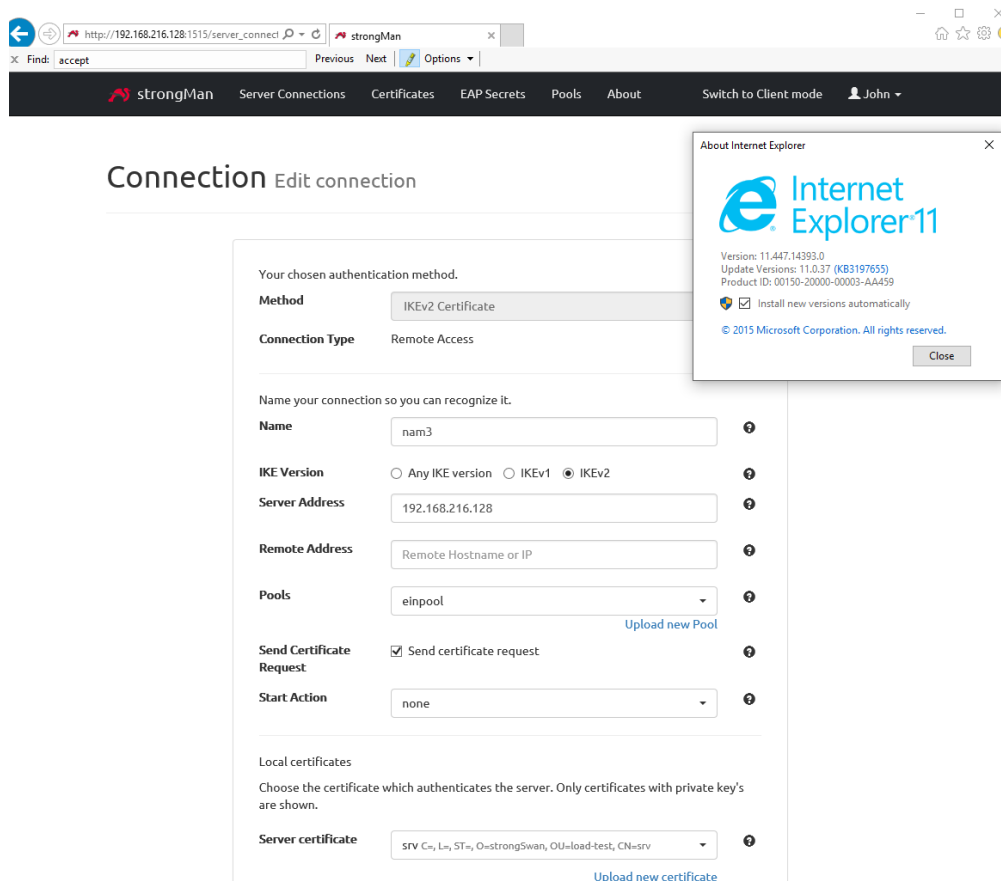 http://192.168.216.128:1515/server_connect
strongMan
x Find: accept Previous Next Options
strongMan Server Connections Certificates EAP Secrets Pools About Switch to Client mode John
About Internet Explorer
Internet
Explorer 11
Version: 11.447.14393.0
Update Versions: 11.0.37 (KB3197655)
Product ID: 00150-20000-00003-AA459
Install new versions automatically
© 2015 Microsoft Corporation. All rights reserved.
Close
Connection Edit connection
Your chosen authentication method.
Method IKEv2 Certificate
Connection Type Remote Access
Name your connection so you can recognize it.
Name nam3
IKE Version Any IKE version IKEv1 IKEv2
Server Address 192.168.216.128
Remote Address Remote Hostname or IP
Pools einpool
Upload new Pool
Send Certificate Request Send certificate request
Start Action none
Local certificates
Choose the certificate which authenticates the server. Only certificates with private key's
are shown.
Server certificate srv C=, L=, ST=, O=strongSwan, OU=load-test, CN=srv
Upload new certificate